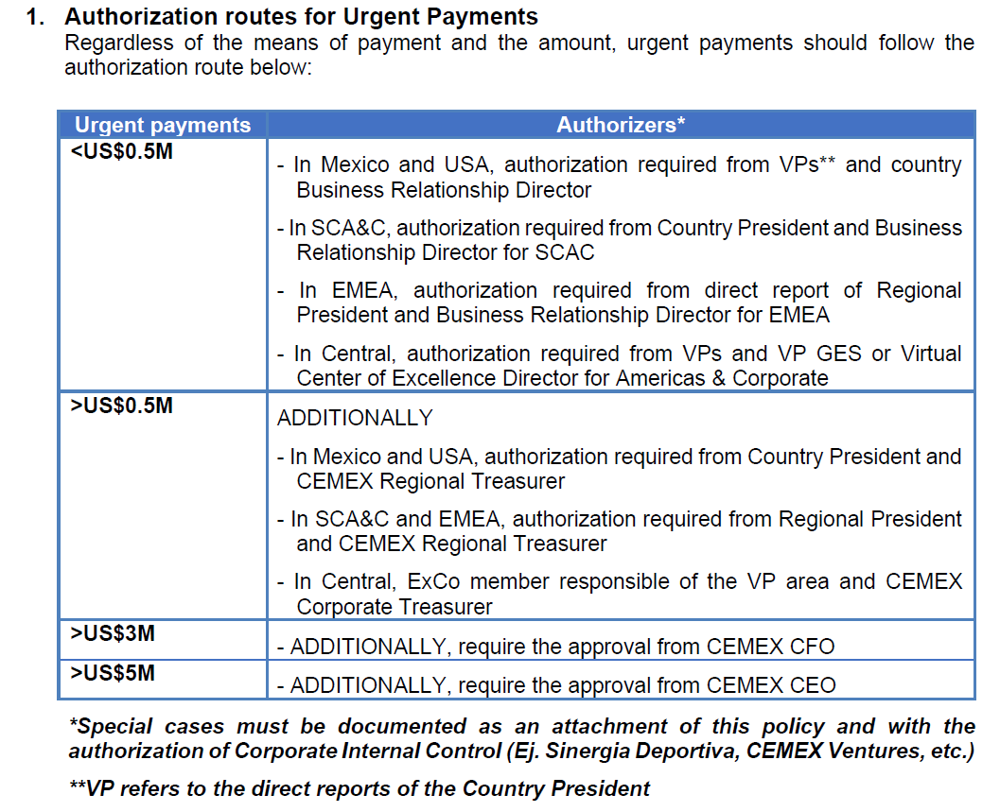 1. Authorization routes for Urgent Payments
Regardless of the means of payment and the amount, urgent payments should follow the
authorization route below:
Urgent payments Authorizers*
<US$0.5M
- In Mexico and USA, authorization required from VPs** and country
Business Relationship Director
- In SCA&C, authorization required from Country President and Business
Relationship Director for SCAC
- In EMEA, authorization required from direct report of Regional
President and Business Relationship Director for EMEA
- In Central, authorization required from VPs and VP GES or Virtual
Center of Excellence Director for Americas & Corporate
>US$0.5M
ADDITIONALLY
- In Mexico and USA, authorization required from Country President and
CEMEX Regional Treasurer
- In SCA&C and EMEA, authorization required from Regional President
and CEMEX Regional Treasurer
- In Central, ExCo member responsible of the VP area and CEMEX
Corporate Treasurer
>US$3M
- ADDITIONALLY, require the approval from CEMEX CFO
>US$5M
- ADDITIONALLY, require the approval from CEMEX CEO
*Special cases must be documented as an attachment of this policy and with the
authorization of Corporate Internal Control (Ej. Sinergia Deportiva, CEMEX Ventures, etc.)
**VP refers to the direct reports of the Country President